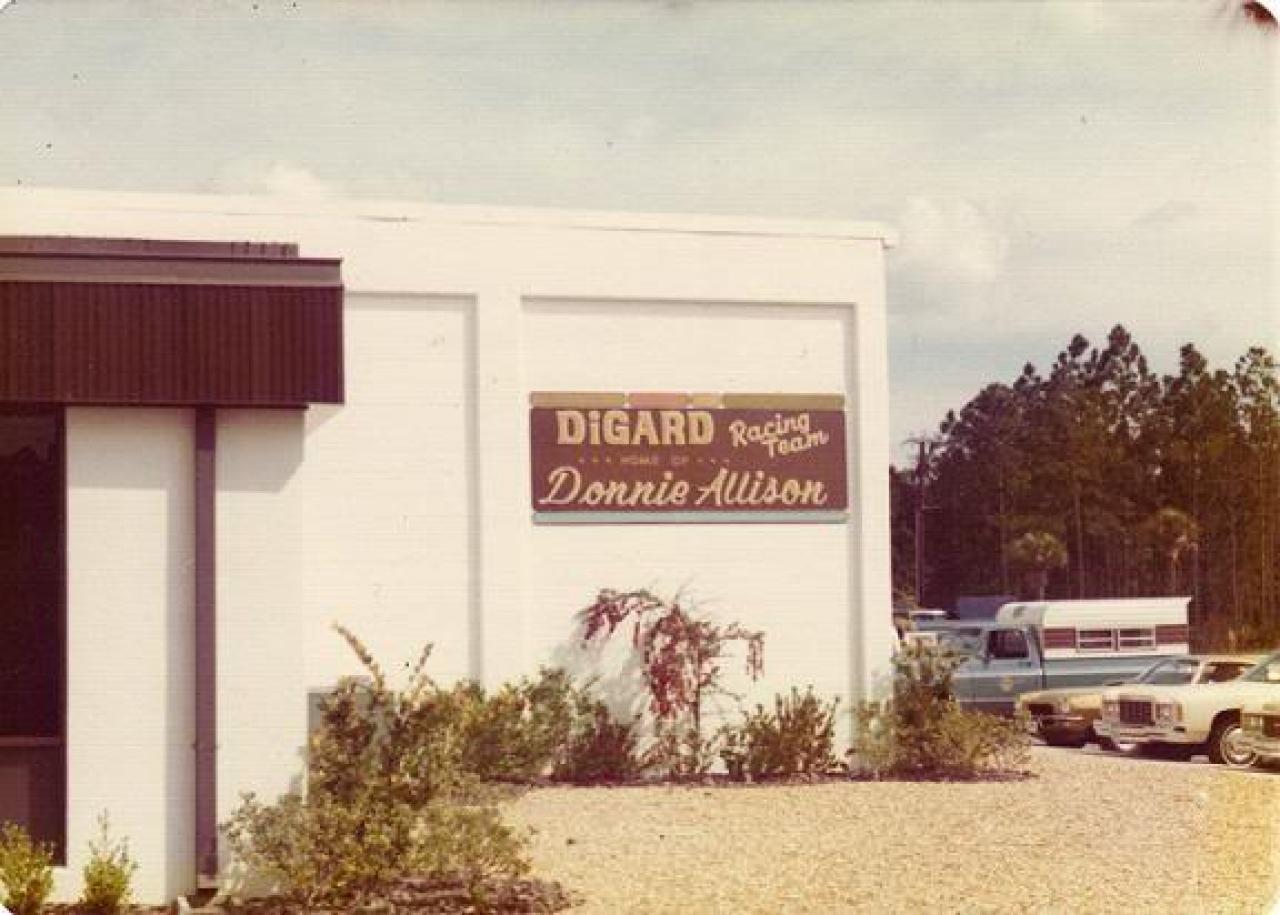 DiGARD Racing Team
• • • HOME OF • • •
Donnie Allison